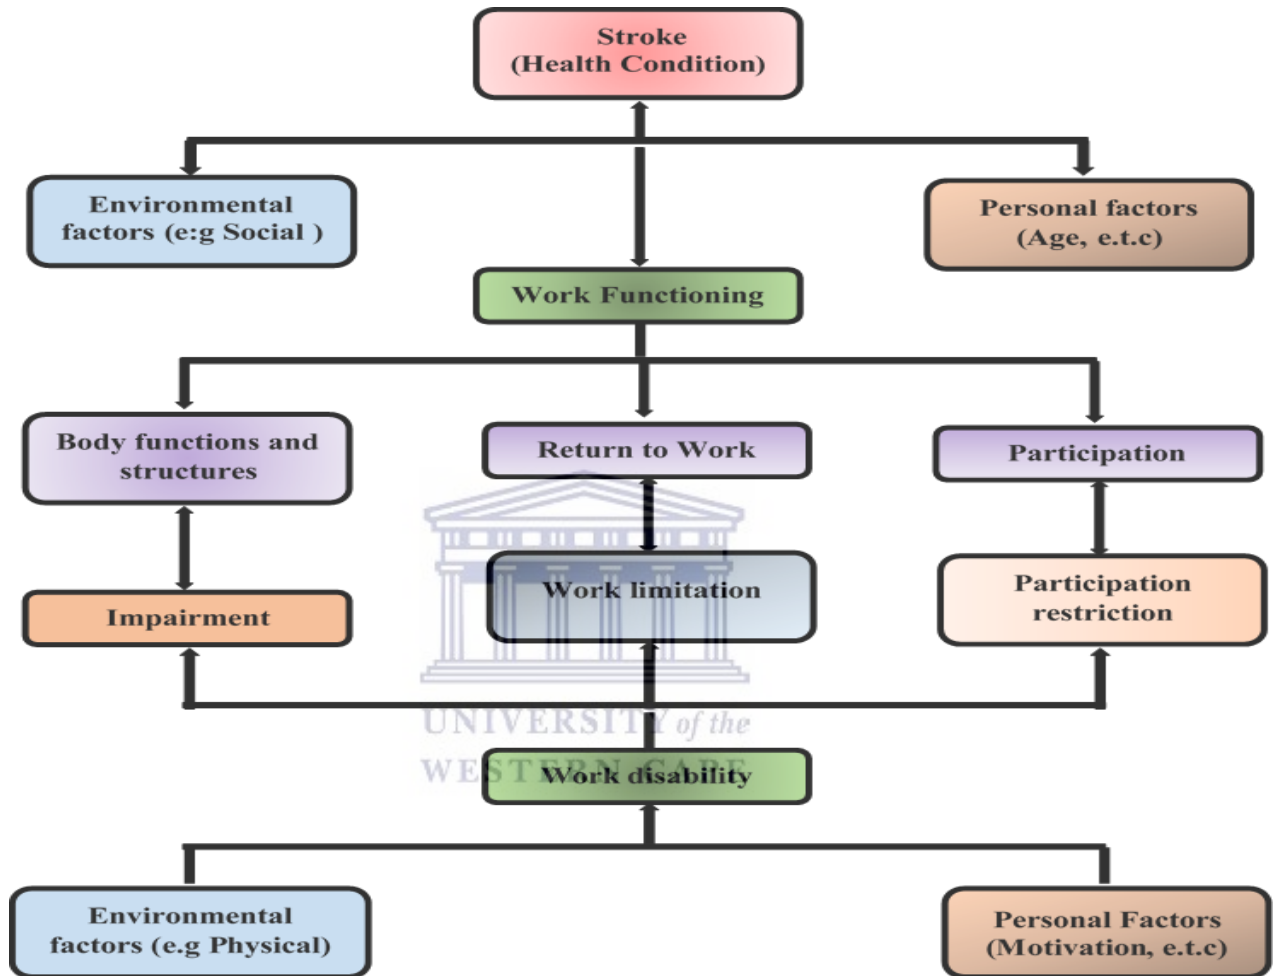 Stroke
(Health Condition)
Environmental
factors (e:g Social )
Personal factors
(Age, e.t.c)
Work Functioning
Body functions and
structures
Return to Work
Participation
Impairment
Work limitation
Participation
restriction
UNIVERSITY of the
WESTERN CAPE
Work disability
Environmental
factors (e.g Physical)
Personal Factors
(Motivation, e.t.c)